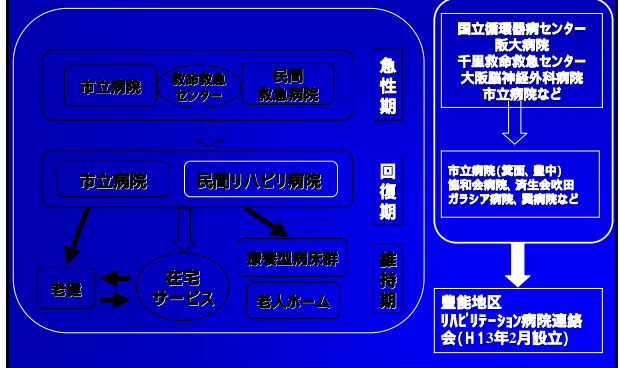 市立病院
救命救急
センター
民間
救急病院
急性期
市立病院
民間リハビリ病院
回復期
老健
在宅
サービス
療養型病床群
老人ホーム
維持期
国立循環器病センター
阪大病院
千里救命救急センター
大阪脳神経外科病院
市立病院など
市立病院(箕面、豊中)
協和会病院、済生会吹田
ガラシア病院、巽病院など
豊能地区
リハビリテーション病院連絡
会(H13年2月設立)